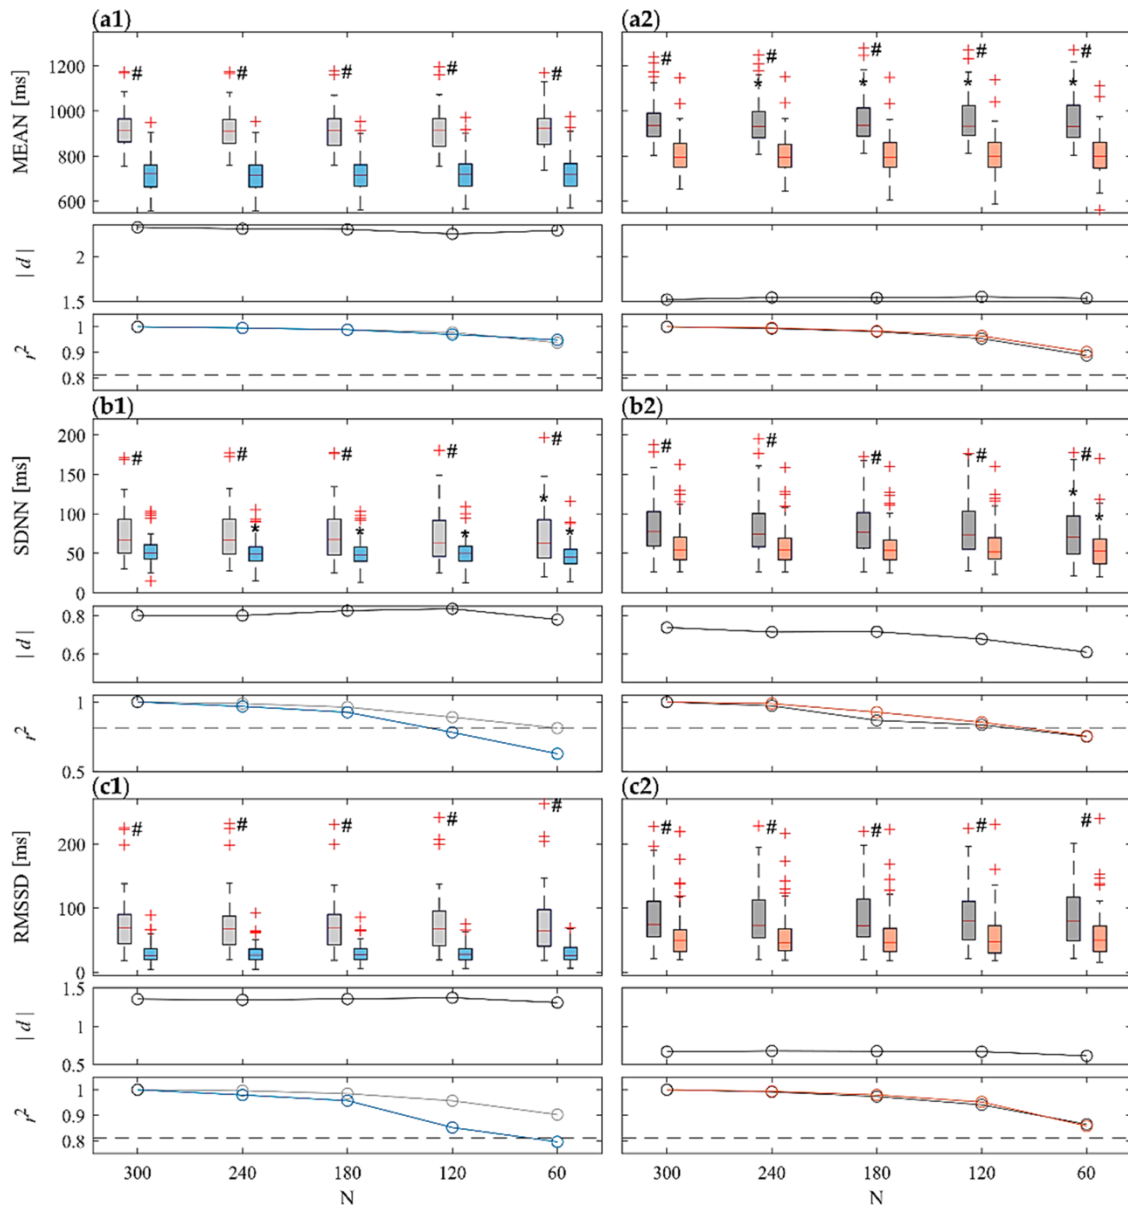 (a1) (a2)
1200
1000
800
600
MEAN [ms]
# # # # #
# # # # #
* * * *
2
1.5
| d |
1
0.9
0.8
r²
(b1) (b2)
200
150
100
50
0
SDNN [ms]
# # # # #
* * * * *
# # # # #
* *
0.8
0.6
| d |
1
0.5
r²
(c1) (c2)
200
100
0
RMSSD [ms]
# # # # #
# # # # #
1.5
1
0.5
| d |
1
0.9
0.8
r²
300 240 180 120 60 300 240 180 120 60
N N